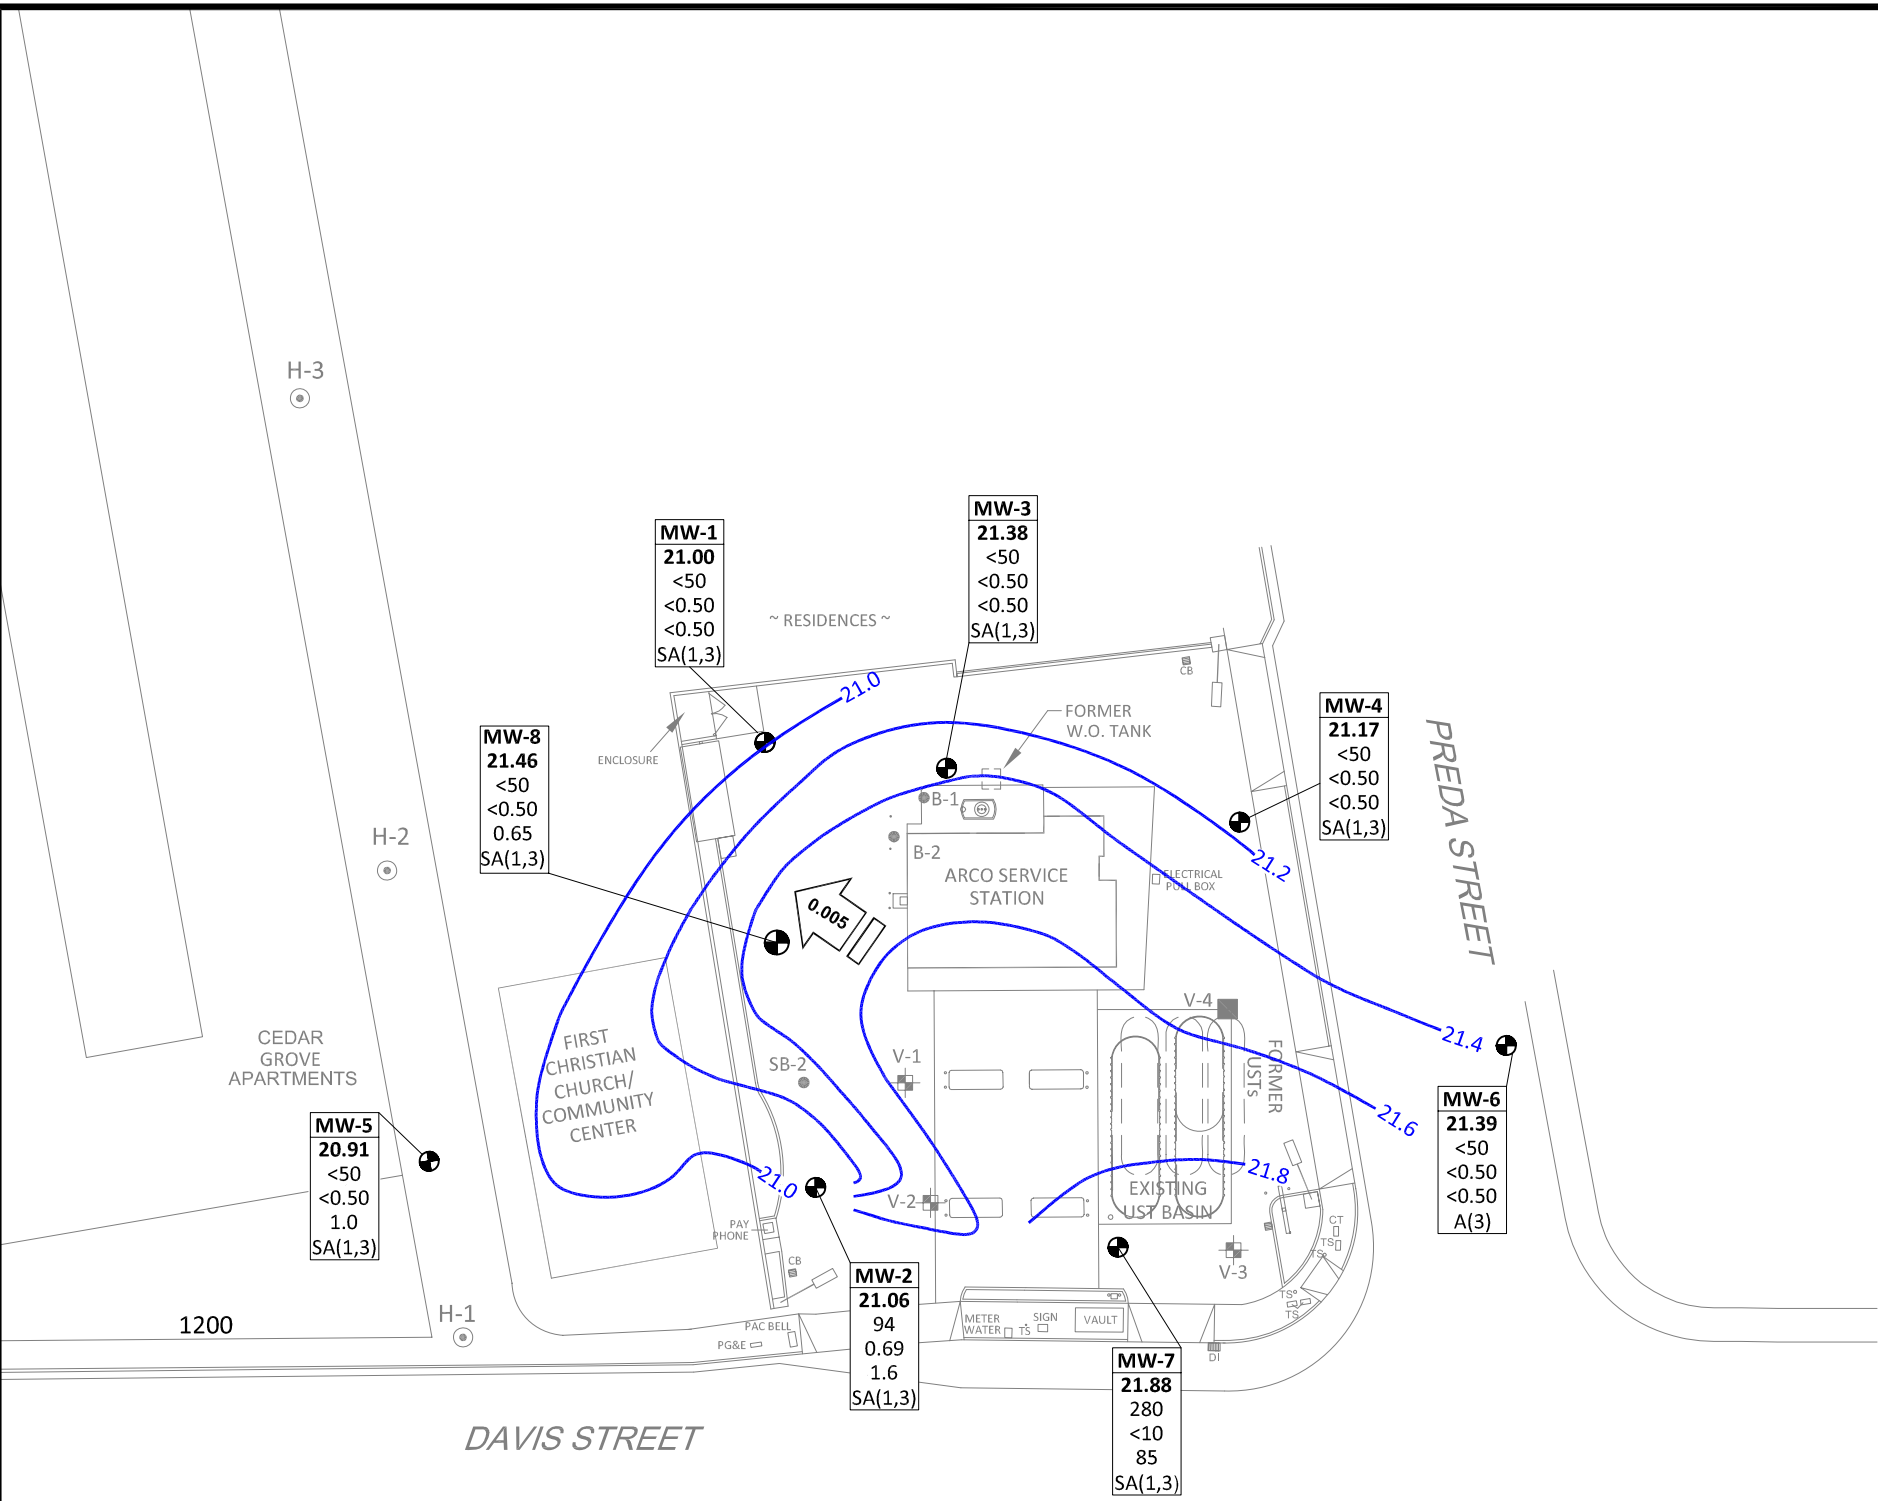 H-3
MW-3
21.38
<50
<0.50
<0.50
SA(1,3)
MW-1
21.00
<50
<0.50
<0.50
SA(1,3)
~ RESIDENCES ~
CB
21.0
MW-4
21.17
<50
<0.50
<0.50
SA(1,3)
FORMER
W.O. TANK
PREDA STREET
MW-8
21.46
<50
<0.50
0.65
SA(1,3)
ENCLOSURE
H-2
B-1
B-2
ARCO SERVICE
STATION
21.2
ELECTRICAL
PULL BOX
0.005
V-4
CEDAR
GROVE
APARTMENTS
FIRST
CHRISTIAN
CHURCH/
COMMUNITY
CENTER
SB-2
V-1
FORMER
USTs
21.4
21.6
MW-6
21.39
<50
<0.50
<0.50
A(3)
MW-5
20.91
<50
<0.50
1.0
SA(1,3)
21.0
21.8
V-2
EXISTING
UST BASIN
PAY
PHONE
CB
CT
TS
TS
V-3
MW-2
21.06
94
0.69
1.6
SA(1,3)
TS
TS
H-1
1200
PAC BELL
PG&E
METER
WATER
TS
SIGN
VAULT
DI
MW-7
21.88
280
<10
85
SA(1,3)
DAVIS STREET